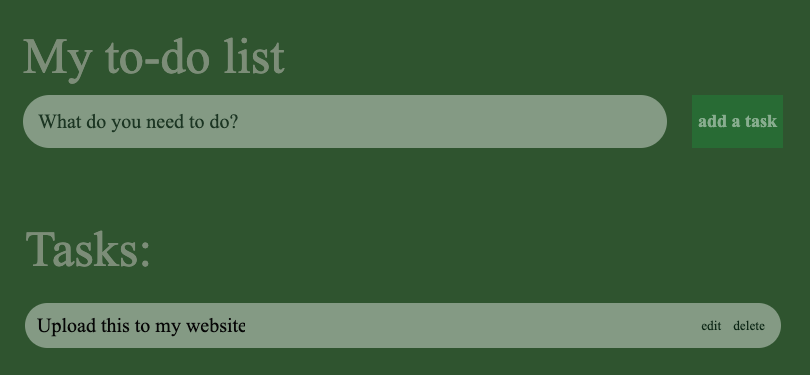 My to-do list
What do you need to do?
add a task
Tasks:
Upload this to my website
edit delete